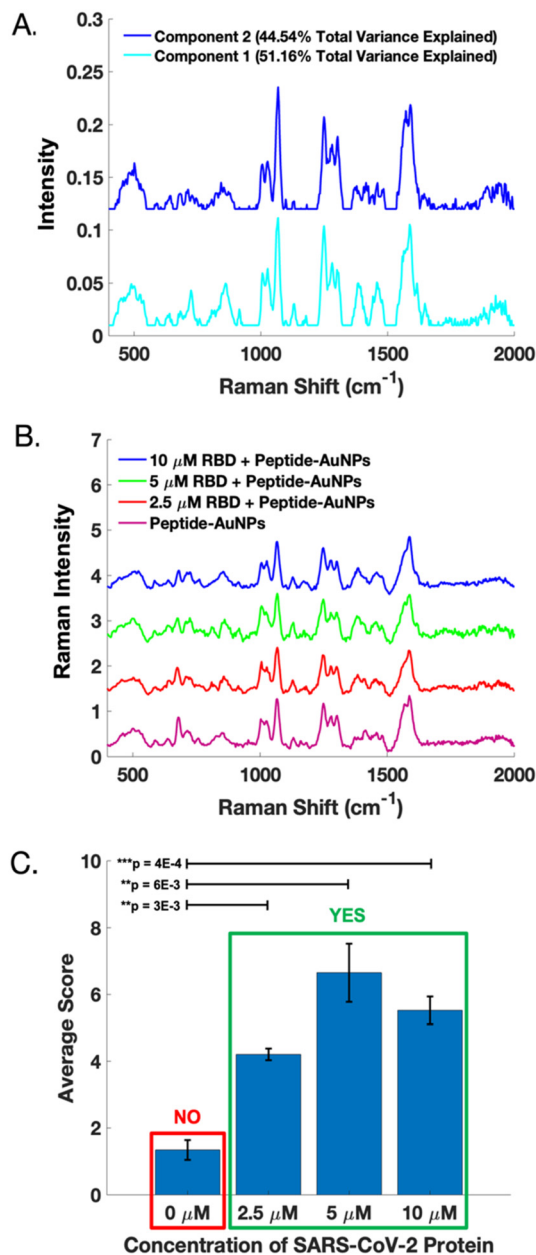 A.
0.3
Component 2 (44.54% Total Variance Explained)
Component 1 (51.16% Total Variance Explained)
0.25
0.2
0.15
0.1
0.05
0
Intensity
500
1000
1500
2000
Raman Shift (cm⁻¹)
B.
7
10 μM RBD + Peptide-AuNPs
6
5 μM RBD + Peptide-AuNPs
2.5 μM RBD + Peptide-AuNPs
5
Peptide-AuNPs
4
3
2
1
0
Raman Intensity
500
1000
1500
2000
Raman Shift (cm⁻¹)
C.
10
***p = 4E-4
**p = 6E-3
**p = 3E-3
YES
8
6
4
2
0
Average Score
NO
0 μM
2.5 μM
5 μM
10 μM
Concentration of SARS-CoV-2 Protein